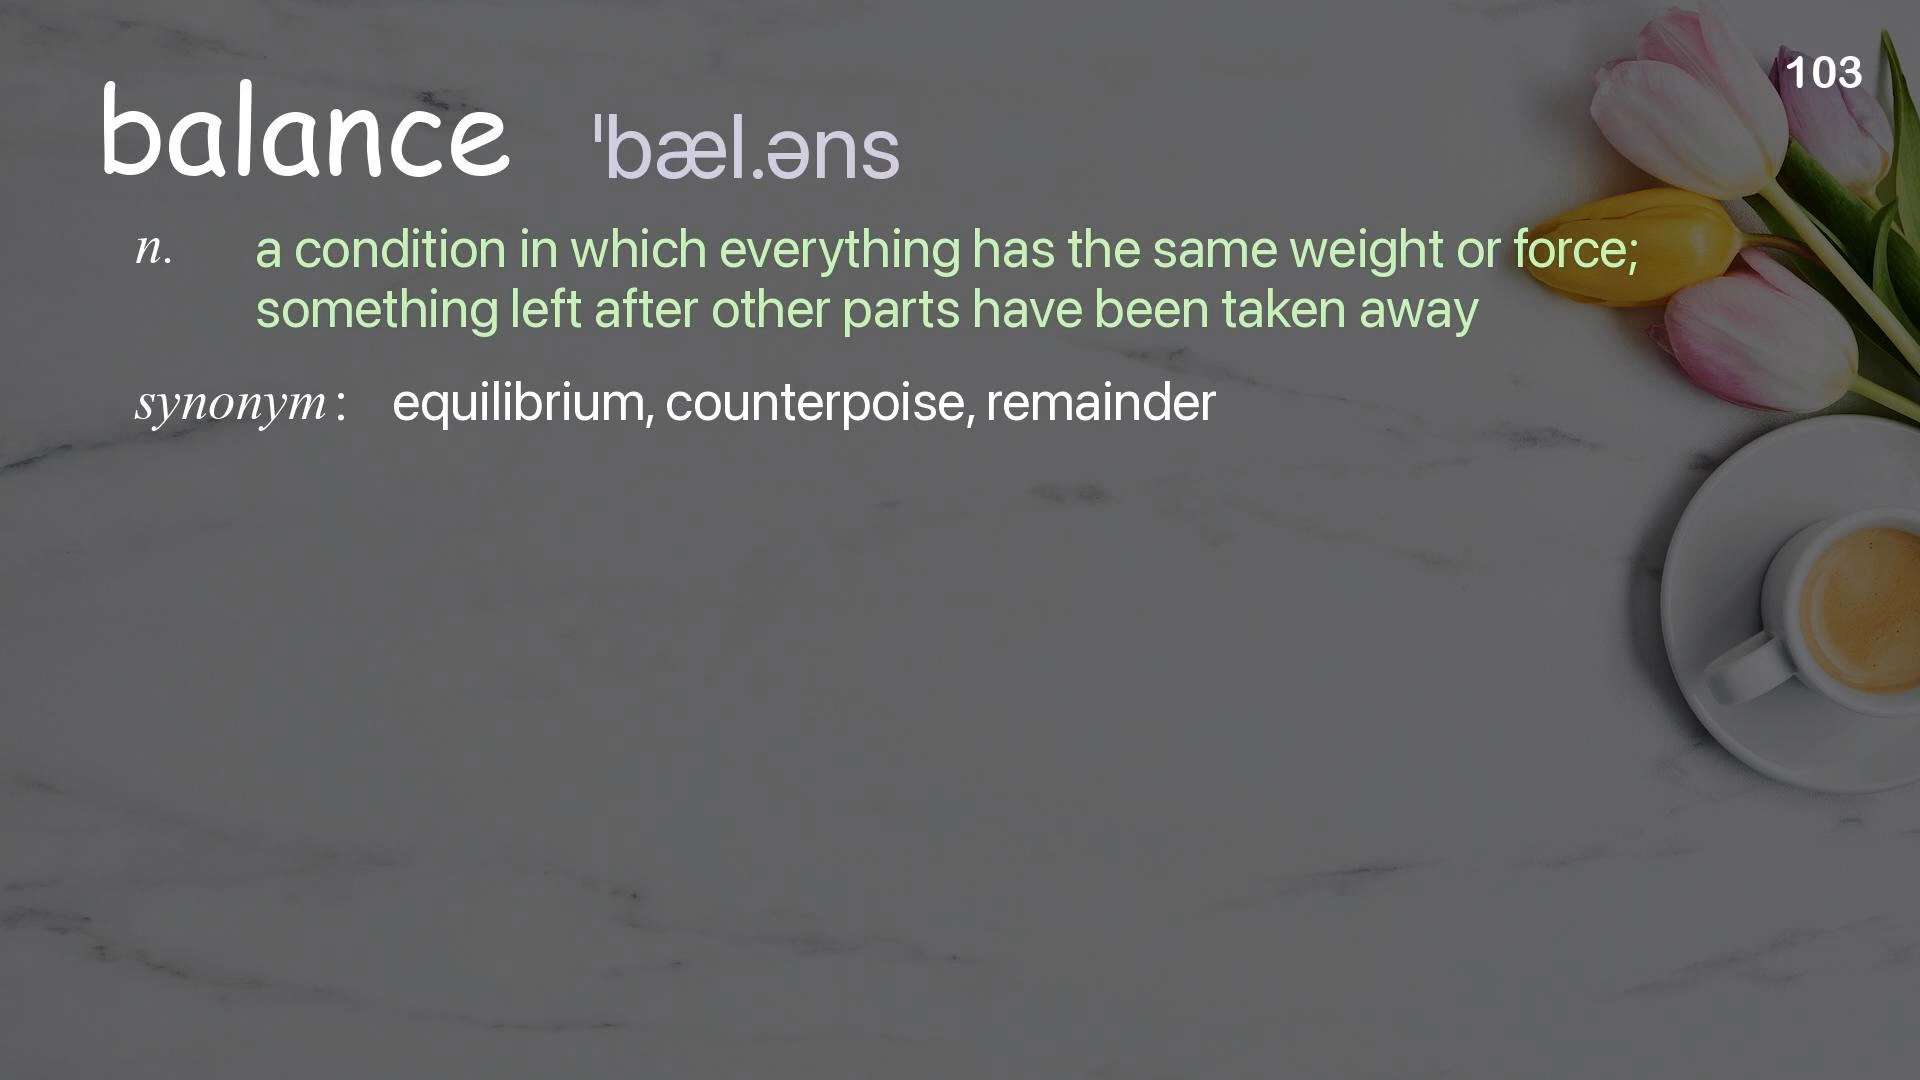 103
balance ˈbæl.əns
n. a condition in which everything has the same weight or force;
something left after other parts have been taken away
synonym : equilibrium, counterpoise, remainder